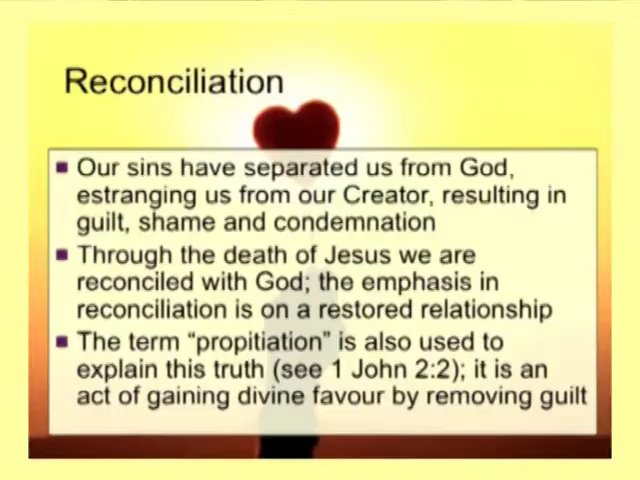 Reconciliation
Our sins have separated us from God,
estranging us from our Creator, resulting in
guilt, shame and condemnation
Through the death of Jesus we are
reconciled with God; the emphasis in
reconciliation is on a restored relationship
The term “propitiation” is also used to
explain this truth (see 1 John 2:2); it is an
act of gaining divine favour by removing guilt